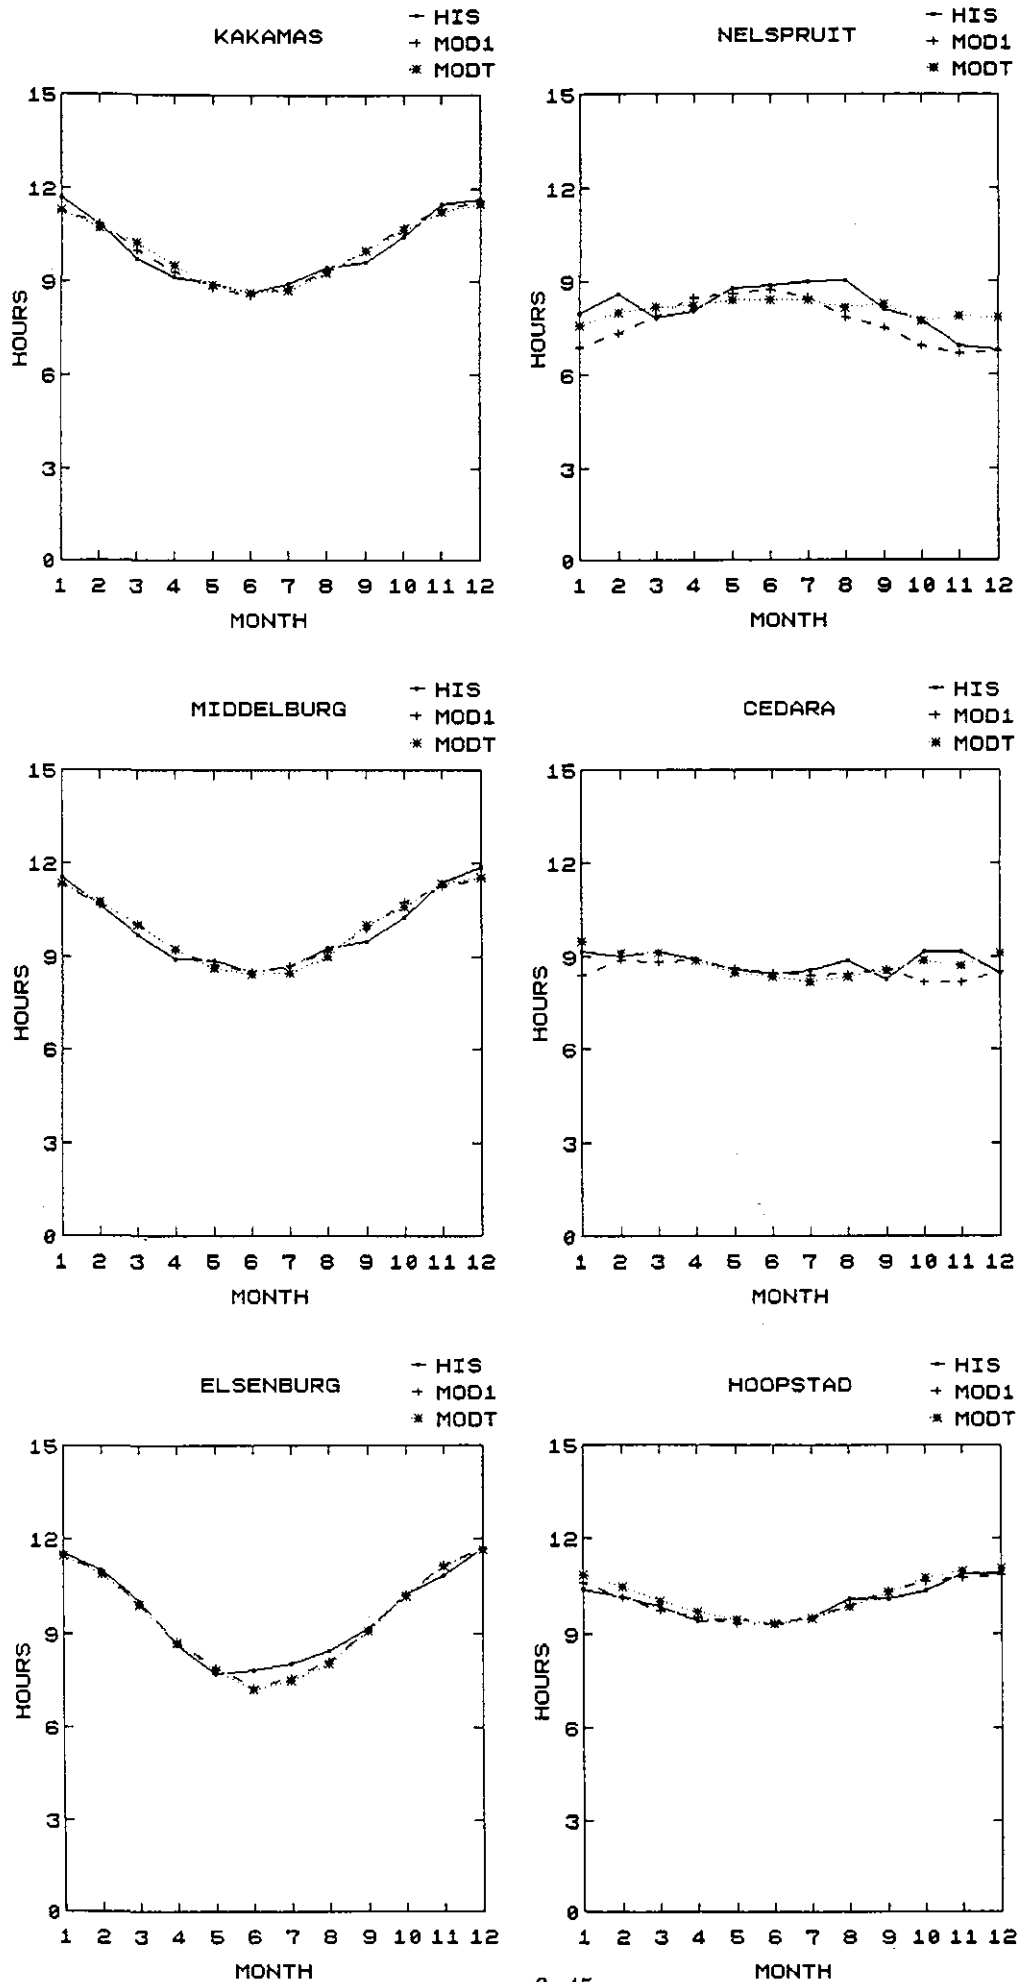 KAKAMAS
HIS
MOD1
MODT
15
12
9
6
3
0
HOURS
1 2 3 4 5 6 7 8 9 10 11 12
MONTH
NELSPRUIT
HIS
MOD1
MODT
15
12
9
6
3
0
HOURS
1 2 3 4 5 6 7 8 9 10 11 12
MONTH
MIDDELBURG
HIS
MOD1
MODT
15
12
9
6
3
0
HOURS
1 2 3 4 5 6 7 8 9 10 11 12
MONTH
CEDARA
HIS
MOD1
MODT
15
12
9
6
3
0
HOURS
1 2 3 4 5 6 7 8 9 10 11 12
MONTH
ELSENBURG
HIS
MOD1
MODT
15
12
9
6
3
0
HOURS
1 2 3 4 5 6 7 8 9 10 11 12
MONTH
HOOPSTAD
HIS
MOD1
MODT
15
12
9
6
3
0
HOURS
1 2 3 4 5 6 7 8 9 10 11 12
MONTH